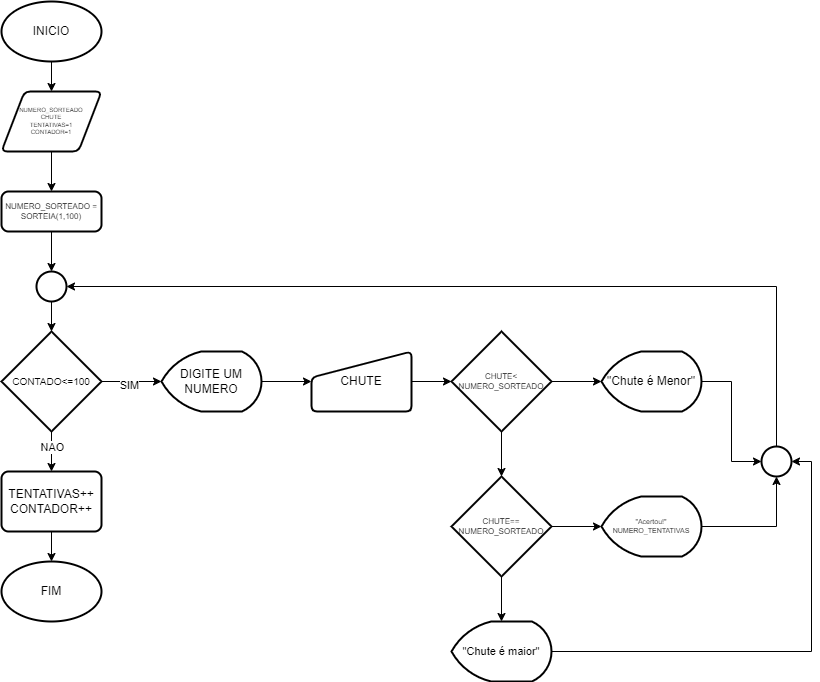 INICIO
NUMERO_SORTEADO
CHUTE
TENTATIVAS=1
CONTADOR=1
NUMERO_SORTEADO =
SORTEIA(1,100)
CONTADO<=100
SIM
DIGITE UM
NUMERO
CHUTE
CHUTE<
NUMERO_SORTEADO
"Chute é Menor"
NAO
TENTATIVAS++
CONTADOR++
CHUTE==
NUMERO_SORTEADO
"Acertou!"
NUMERO_TENTATIVAS
FIM
"Chute é maior"